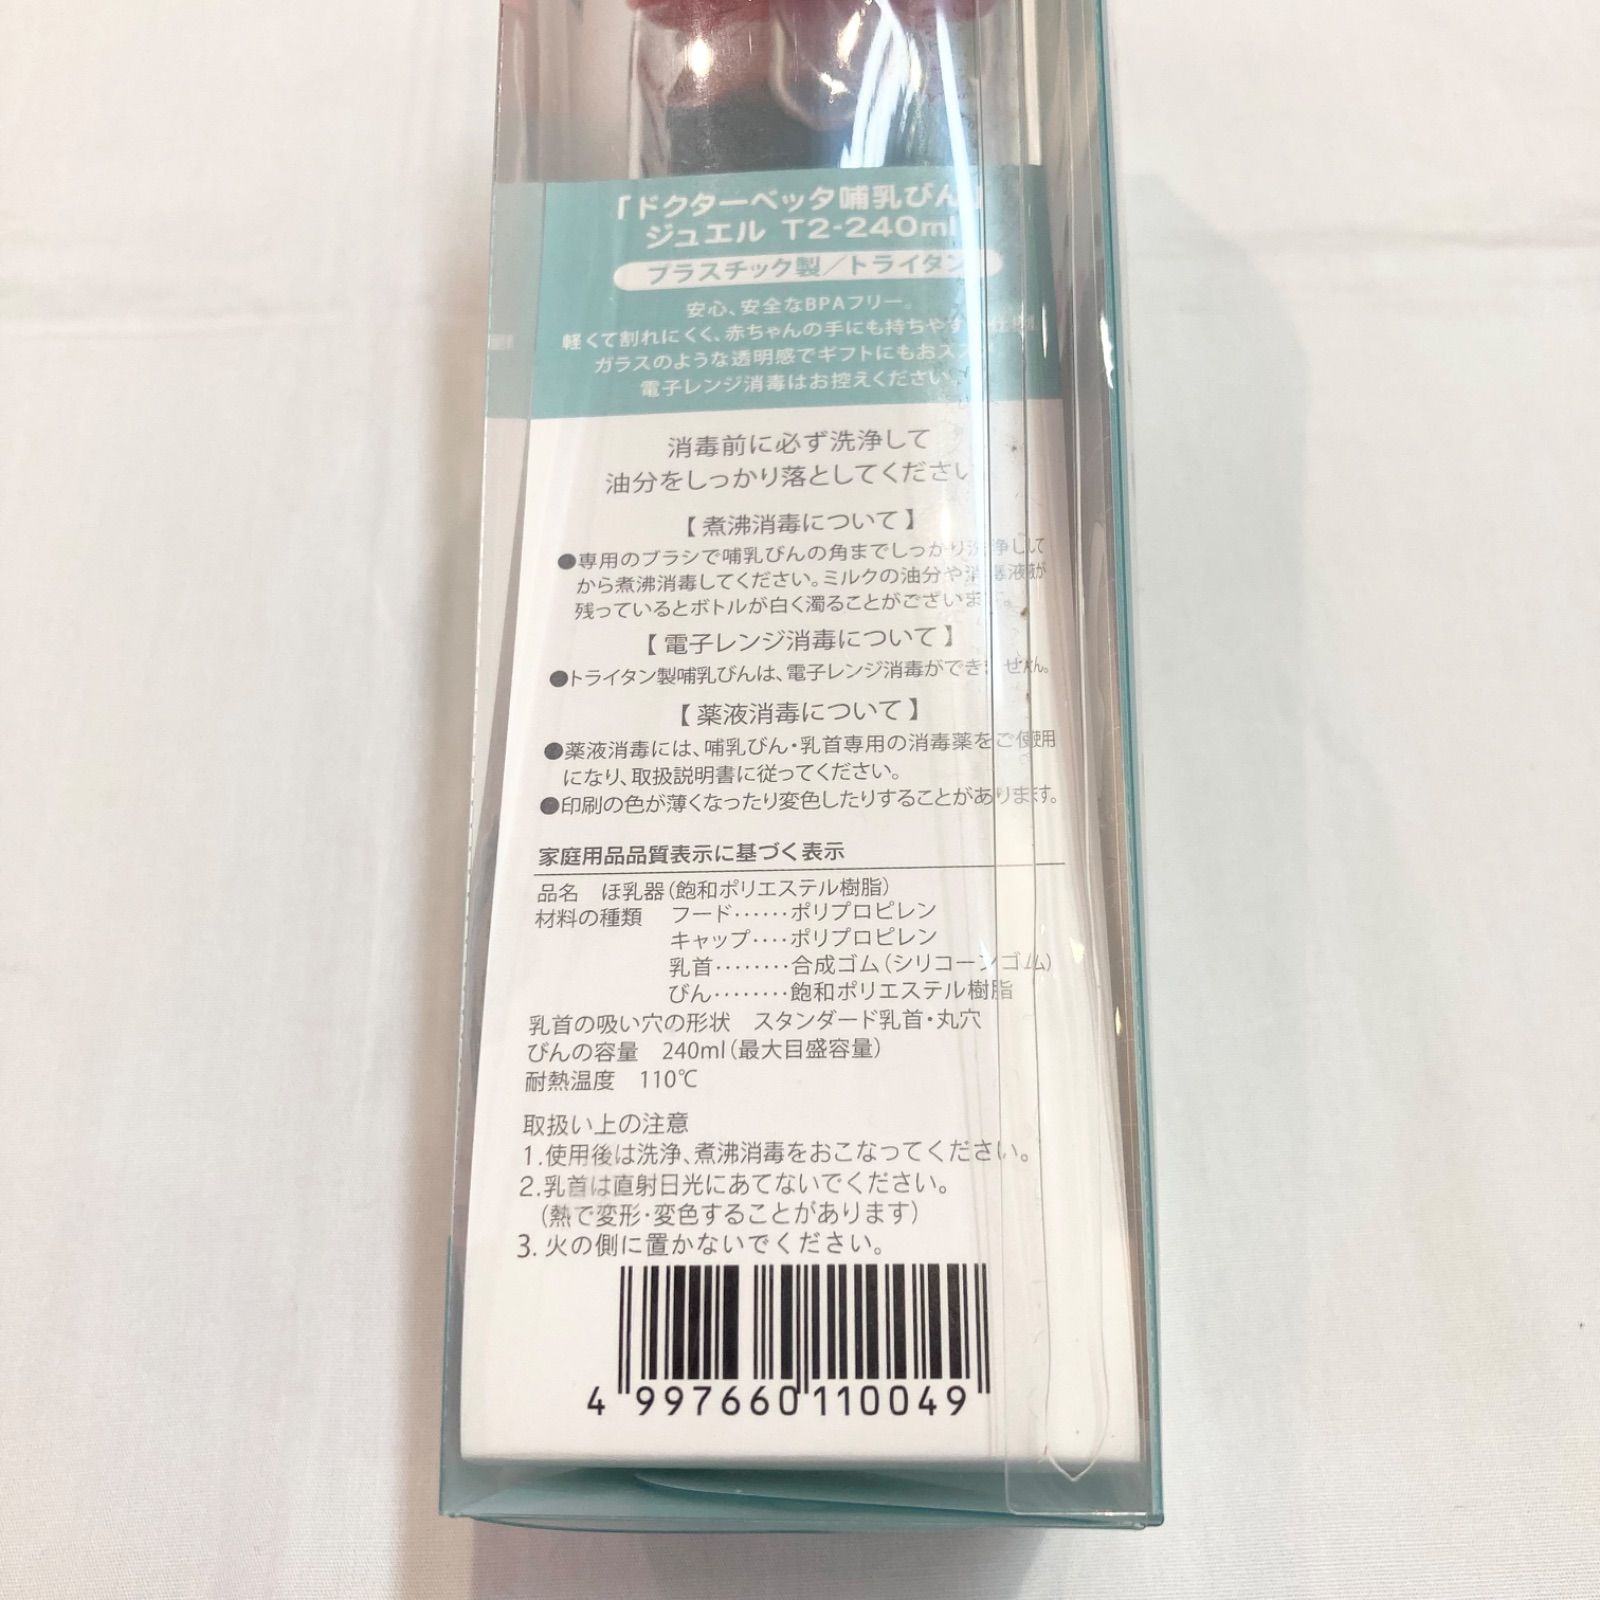 「ドクターベッタ哺乳びん」
ジュエル T2-240ml
プラスチック製/トライタン
安心、安全なBPAフリー。
軽くて割れにくく、赤ちゃんの手にも持ちやすい仕様。
ガラスのような透明感でギフトにもおススメ
電子レンジ消毒はお控えください。
消毒前に必ず洗浄して
油分をしっかり落としてください
【 煮沸消毒について 】
●専用のブラシで哺乳びんの角までしっかり洗浄して
から煮沸消毒してください。ミルクの油分や消毒液が
残っているとボトルが白く濁ることがございます。
【 電子レンジ消毒について 】
●トライタン製哺乳びんは、電子レンジ消毒ができません。
【 薬液消毒について 】
●薬液消毒には、哺乳びん・乳首専用の消毒薬をご使用
になり、取扱説明書に従ってください。
●印刷の色が薄くなったり変色したりすることがあります。
家庭用品品質表示に基づく表示
品名 ほ乳器(飽和ポリエステル樹脂)
材料の種類 フード······ポリプロピレン
キャップ····ポリプロピレン
乳首········合成ゴム(シリコーンゴム)
びん········飽和ポリエステル樹脂
乳首の吸い穴の形状 スタンダード乳首・丸穴
びんの容量 240ml(最大目盛容量)
耐熱温度 110℃
取扱い上の注意
1.使用後は洗浄、煮沸消毒をおこなってください。
2.乳首は直射日光にあてないでください。
(熱で変形・変色することがあります)
3.火の側に置かないでください。
4 997660 110049